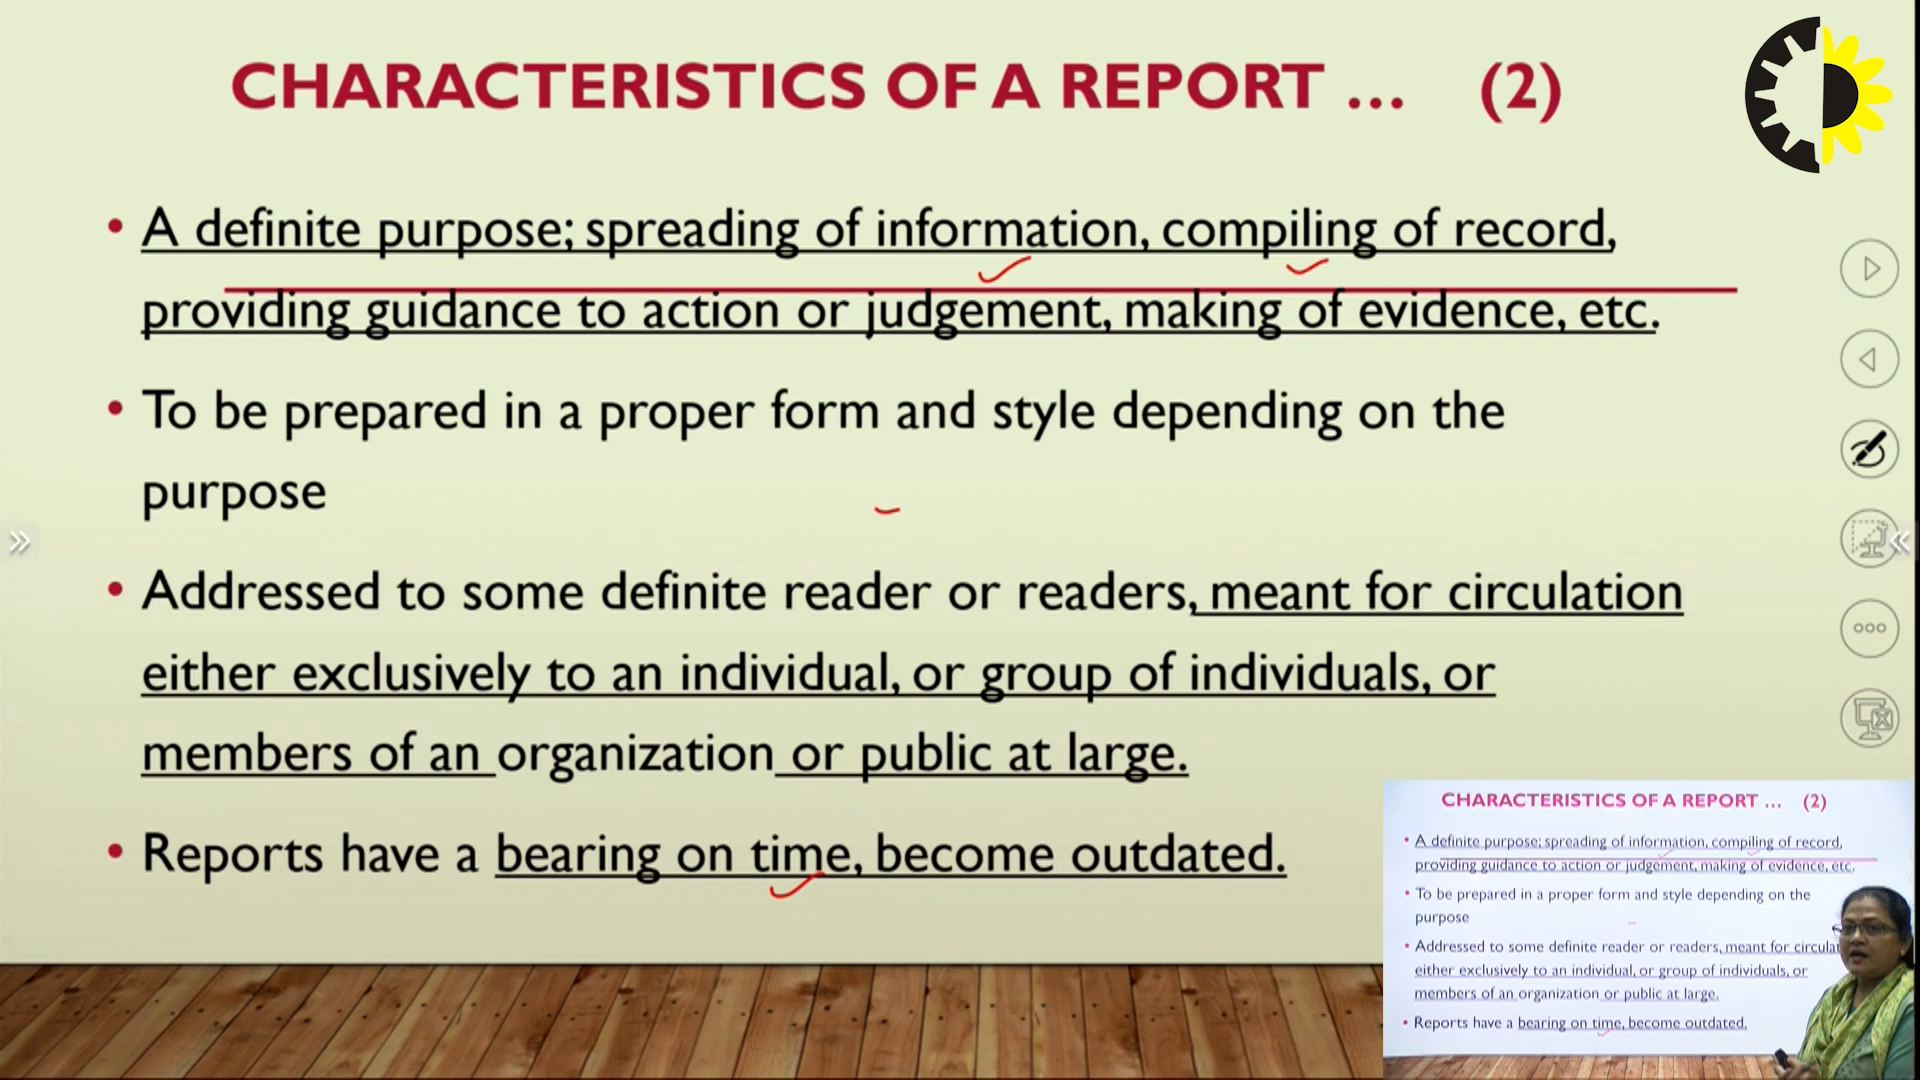 CHARACTERISTICS OF A REPORT ... (2)
• A definite purpose; spreading of information, compiling of record,
providing guidance to action or judgement, making of evidence, etc.
• To be prepared in a proper form and style depending on the
purpose
• Addressed to some definite reader or readers, meant for circulation
either exclusively to an individual, or group of individuals, or
members of an organization or public at large.
• Reports have a bearing on time, become outdated.
CHARACTERISTICS OF A REPORT ... (2)
• A definite purpose; spreading of information, compiling of record,
providing guidance to action or judgement, making of evidence, etc.
• To be prepared in a proper form and style depending on the
purpose
• Addressed to some definite reader or readers, meant for circulat
either exclusively to an individual, or group of individuals, or
members of an organization or public at large.
• Reports have a bearing on time, become outdated.